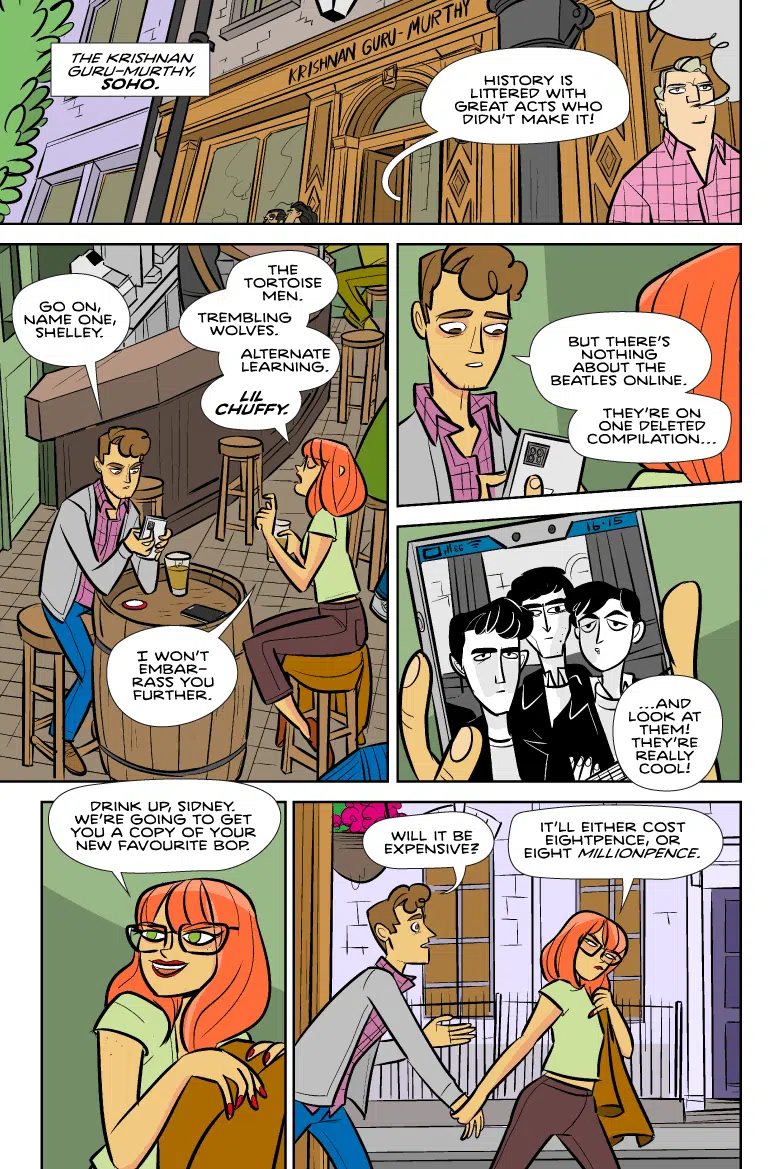 THE KRISHNAN
GURU-MURTHY,
SOHO.
KRISHNAN GURU-MURTHY
HISTORY IS
LITTERED WITH
GREAT ACTS WHO
DIDN'T MAKE IT!
GO ON,
NAME ONE,
SHELLEY.
THE
TORTOISE
MEN.
TREMBLING
WOLVES.
ALTERNATE
LEARNING.
LIL
CHUFFY.
I WON'T
EMBAR-
RASS YOU
FURTHER.
BUT THERE'S
NOTHING
ABOUT THE
BEATLES ONLINE.
THEY'RE ON
ONE DELETED
COMPILATION...
16:15
...AND
LOOK AT
THEM!
THEY'RE
REALLY
COOL!
DRINK UP, SIDNEY.
WE'RE GOING TO GET
YOU A COPY OF YOUR
NEW FAVOURITE BOP.
WILL IT BE
EXPENSIVE?
IT'LL EITHER COST
EIGHTPENCE, OR
EIGHT MILLIONPENCE.